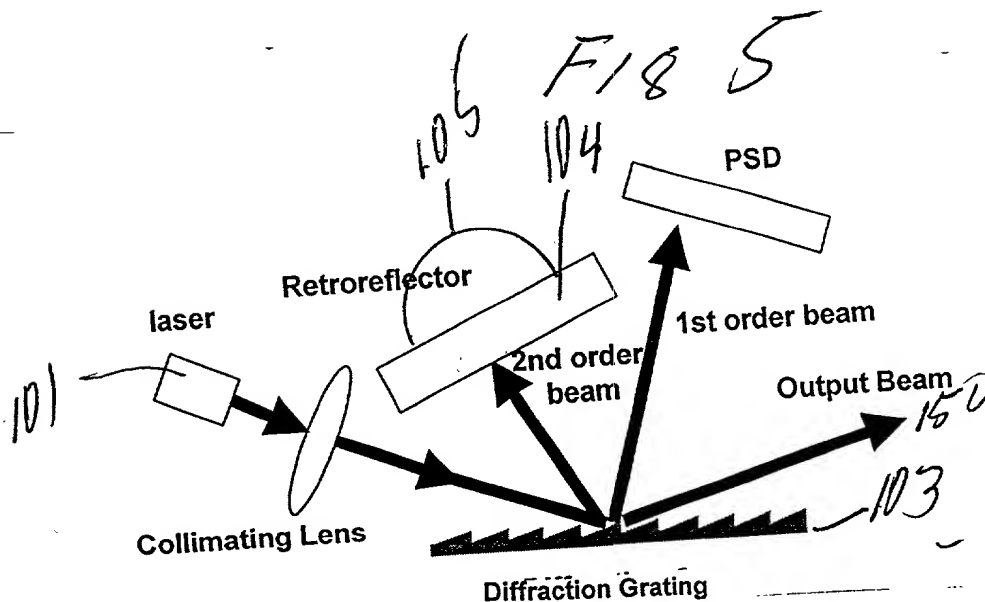 FIG 5
105
104
PSD
Retroreflector
laser
1st order beam
2nd order
beam
101
Output Beam
150
103
Collimating Lens
Diffraction Grating